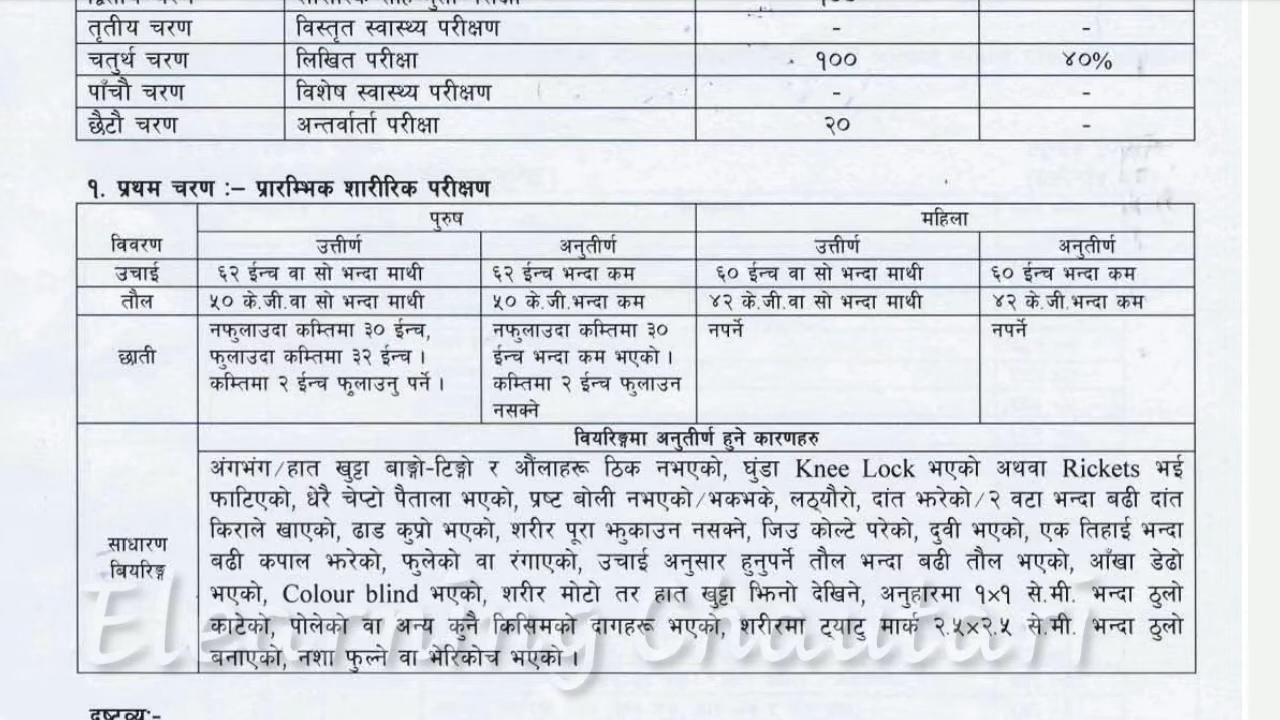 तृतीय चरण विस्तृत स्वास्थ्य परीक्षण - -
चतुर्थ चरण लिखित परीक्षा १०० ४०%
पाँचौ चरण विशेष स्वास्थ्य परीक्षण - -
छैटौ चरण अन्तर्वार्ता परीक्षा २० -
१. प्रथम चरण :– प्रारम्भिक शारीरिक परीक्षण
विवरण पुरुष महिला
उत्तीर्ण अनुतीर्ण उत्तीर्ण अनुतीर्ण
उचाई ६२ ईन्च वा सो भन्दा माथी ६२ ईन्च भन्दा कम ६० ईन्च वा सो भन्दा माथी ६० ईन्च भन्दा कम
तौल ५० के.जी.वा सो भन्दा माथी ५० के.जी.भन्दा कम ४२ के.जी.वा सो भन्दा माथी ४२ के.जी.भन्दा कम
छाती नफुलाउदा कम्तिमा ३० ईन्च, नफुलाउदा कम्तिमा ३० नपर्ने नपर्ने
फुलाउदा कम्तिमा ३२ ईन्च । ईन्च भन्दा कम भएको ।
कम्तिमा २ ईन्च फुलाउनु पर्ने । कम्तिमा २ ईन्च फुलाउन
नसक्ने
वियरिङ्गमा अनुतीर्ण हुने कारणहरु
साधारण बियरिङ्ग
अंगभंग/हात खुट्टा बाङ्गो-टिङ्गो र औंलाहरू ठिक नभएको, घुंडा Knee Lock भएको अथवा Rickets भई
फाटिएको, धेरै चेप्टो पैताला भएको, प्रष्ट बोली नभएको/भकभके, लठ्यौरो, दांत झरेको/२ वटा भन्दा बढी दांत
किराले खाएको, ढाड कुप्रो भएको, शरीर पूरा झुकाउन नसक्ने, जिउ कोल्टे परेको, दुवी भएको, एक तिहाई भन्दा
बढी कपाल झरेको, फुलेको वा रंगाएको, उचाई अनुसार हुनुपर्ने तौल भन्दा बढी तौल भएको, आँखा डेढो
भएको, Colour blind भएको, शरीर मोटो तर हात खुट्टा झिनो देखिने, अनुहारमा १×१ से.मी. भन्दा ठुलो
काटेको, पोलेको वा अन्य कुनै किसिमको दागहरू भएको, शरीरमा ट्याटु मार्क २.५×२.५ से.मी. भन्दा ठुलो
बनाएको, नशा फुल्ने वा भेरिकोच भएको ।
Elearning Chautari